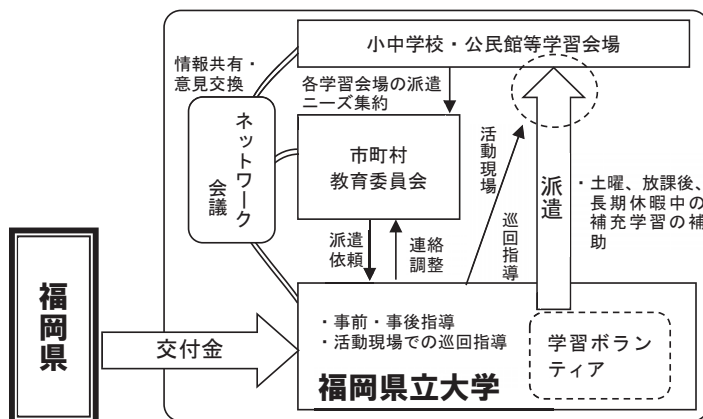 小中学校・公民館等学習会場
情報共有・
意見交換
各学習会場の派遣
ニーズ集約
ネットワーク
会議
市町村
教育委員会
活動現場
巡回指導
派遣
・土曜、放課後、
長期休暇中の
補充学習の補
助
派遣
依頼
連絡
調整
福岡県
交付金
・事前・事後指導
・活動現場での巡回指導
福岡県立大学
学習ボラン
ティア